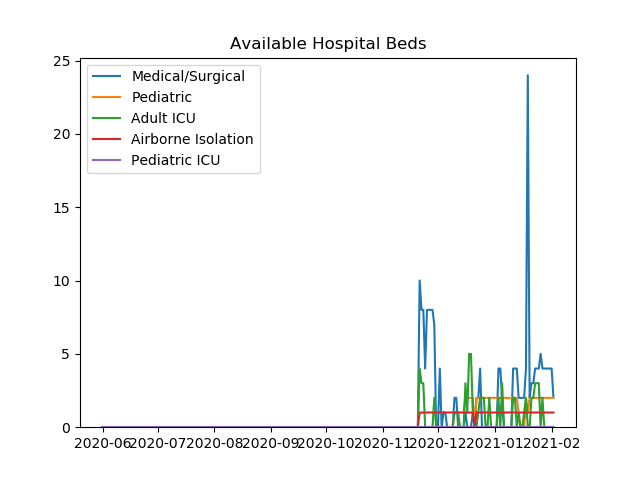 Available Hospital Beds
25
20
15
10
5
0
Medical/Surgical
Pediatric
Adult ICU
Airborne Isolation
Pediatric ICU
2020-06 2020-07 2020-08 2020-09 2020-10 2020-11 2020-12 2021-01 2021-02